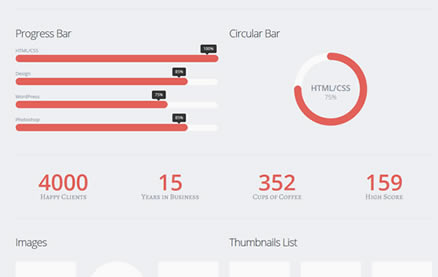 Progress Bar
Circular Bar
HTML/CSS
100%
Design
85%
WordPress
75%
Photoshop
85%
HTML/CSS
75%
4000
Happy Clients
15
Years in Business
352
Cups of Coffee
159
High Score
Images
Thumbnails List